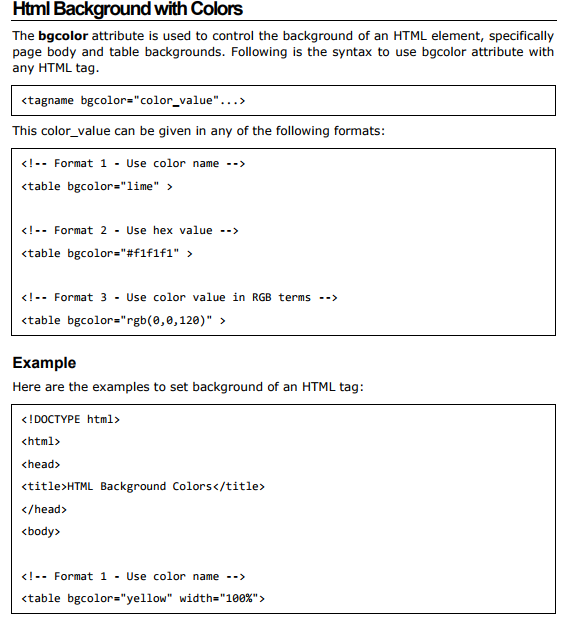 Html Background with Colors
The bgcolor attribute is used to control the background of an HTML element, specifically
page body and table backgrounds. Following is the syntax to use bgcolor attribute with
any HTML tag.
<tagname bgcolor="color_value"...>
This color_value can be given in any of the following formats:
<!-- Format 1 - Use color name -->
<table bgcolor="lime" >
<!-- Format 2 - Use hex value -->
<table bgcolor="#f1f1f1" >
<!-- Format 3 - Use color value in RGB terms -->
<table bgcolor="rgb(0,0,120)" >
Example
Here are the examples to set background of an HTML tag:
<!DOCTYPE html>
<html>
<head>
<title>HTML Background Colors</title>
</head>
<body>
<!-- Format 1 - Use color name -->
<table bgcolor="yellow" width="100%">